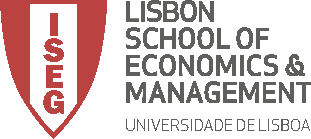 ISEG
LISBON
SCHOOL OF
ECONOMICS &
MANAGEMENT
UNIVERSIDADE DE LISBOA